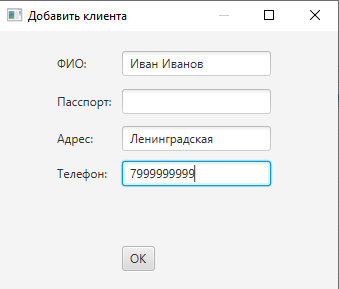 Добавить клиента
ФИО: Иван Иванов
Паспорт:
Адрес: Ленинградская
Телефон: 7999999999
OK